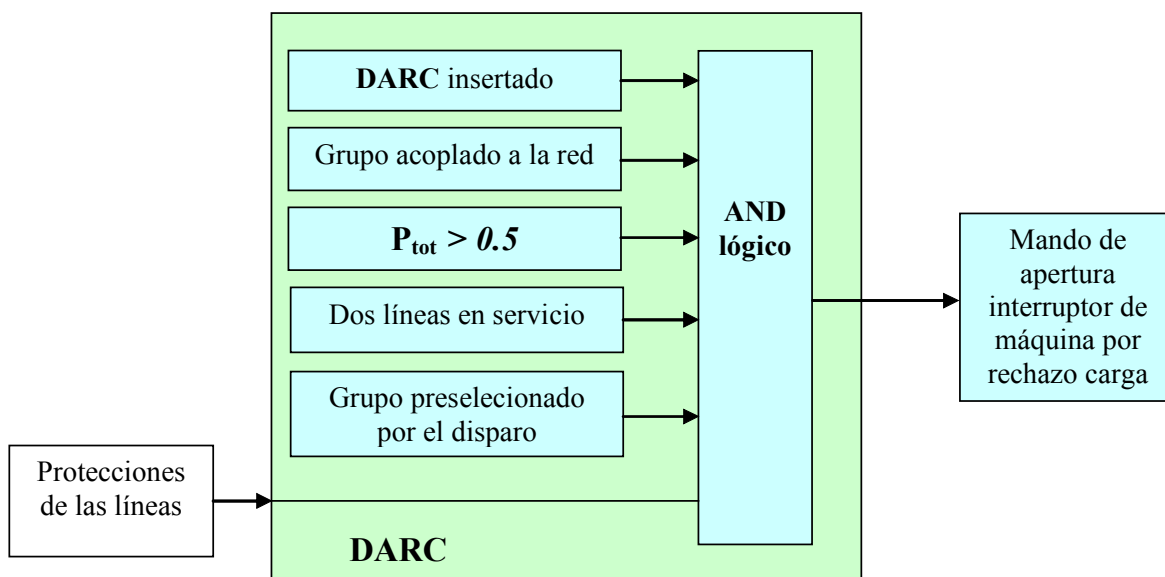 DARC insertado
Grupo acoplado a la red
P_tot > 0.5
Dos líneas en servicio
Grupo preselecionado
por el disparo
AND
lógico
Mando de
apertura
interruptor de
máquina por
rechazo carga
Protecciones
de las líneas
DARC